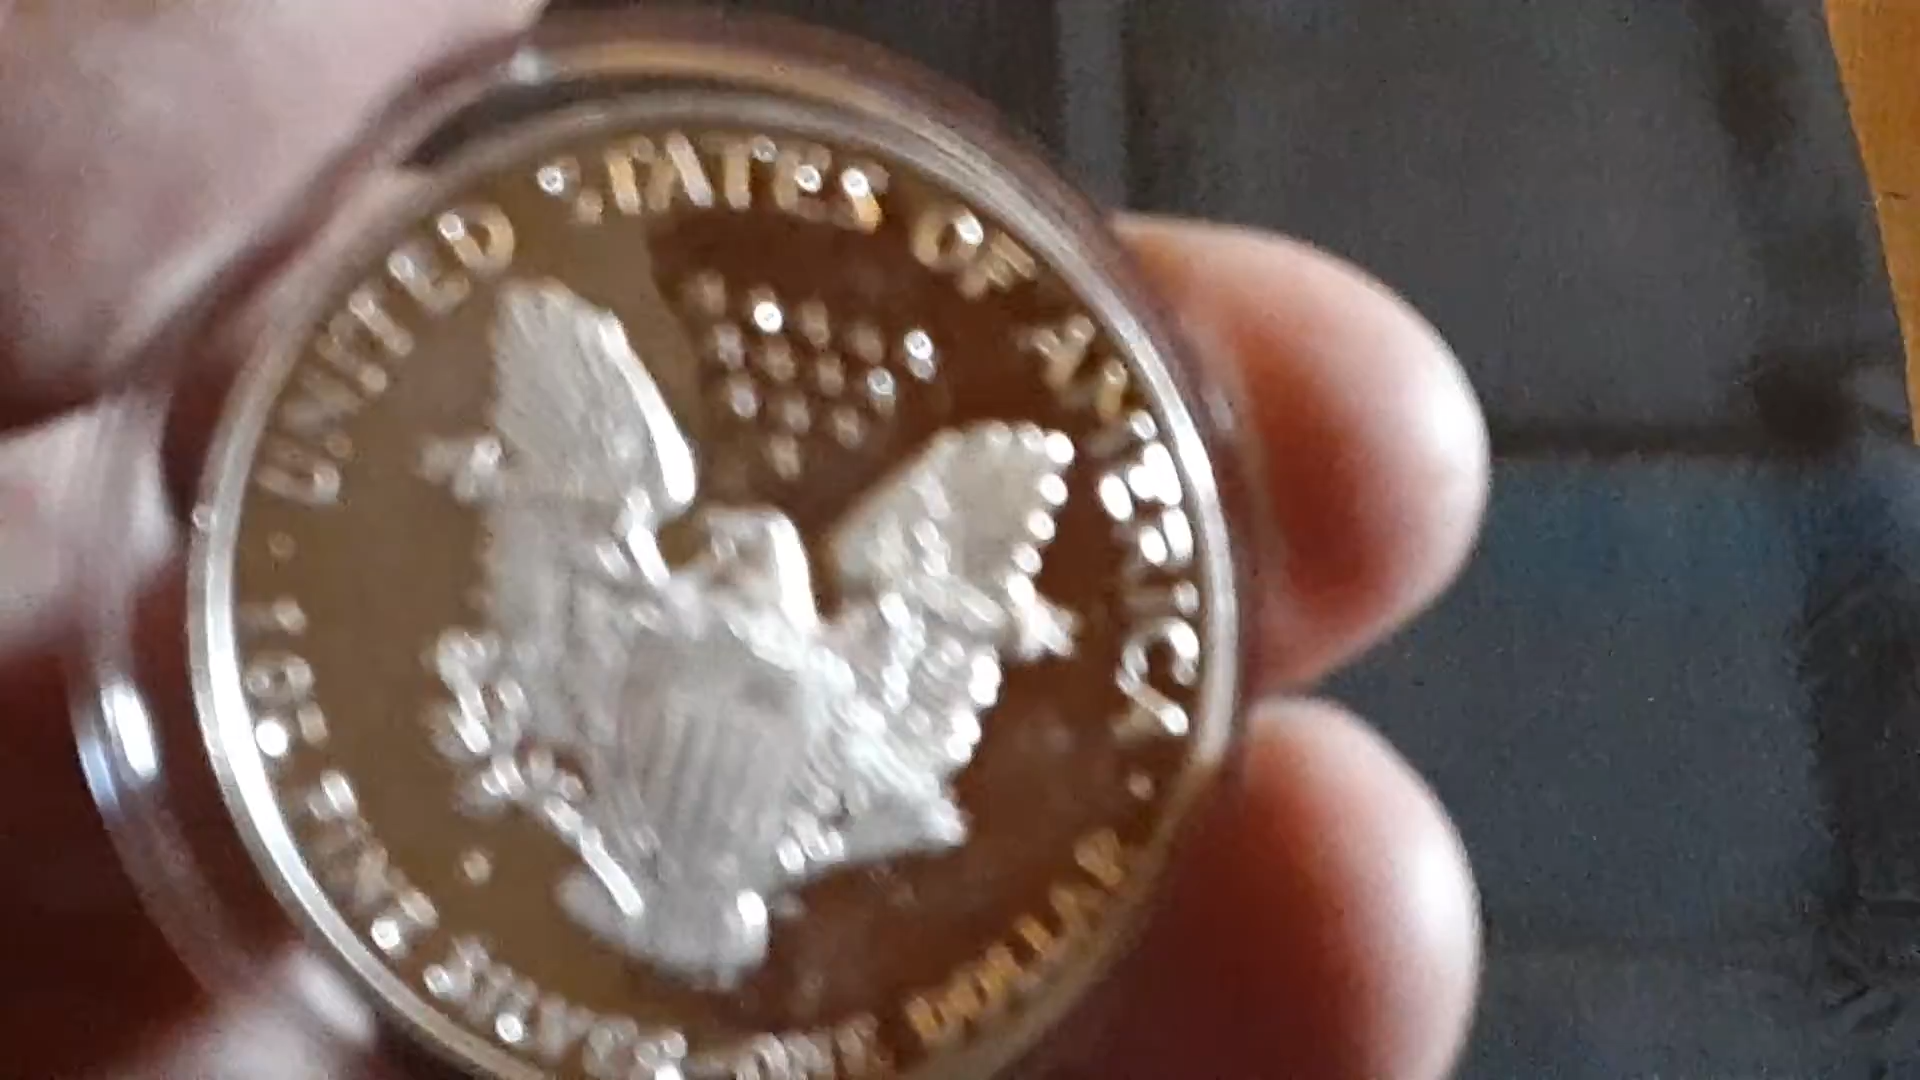 UNITED STATES OF AMERICA
1 OZ. FINE SILVER ~ ONE DOLLAR